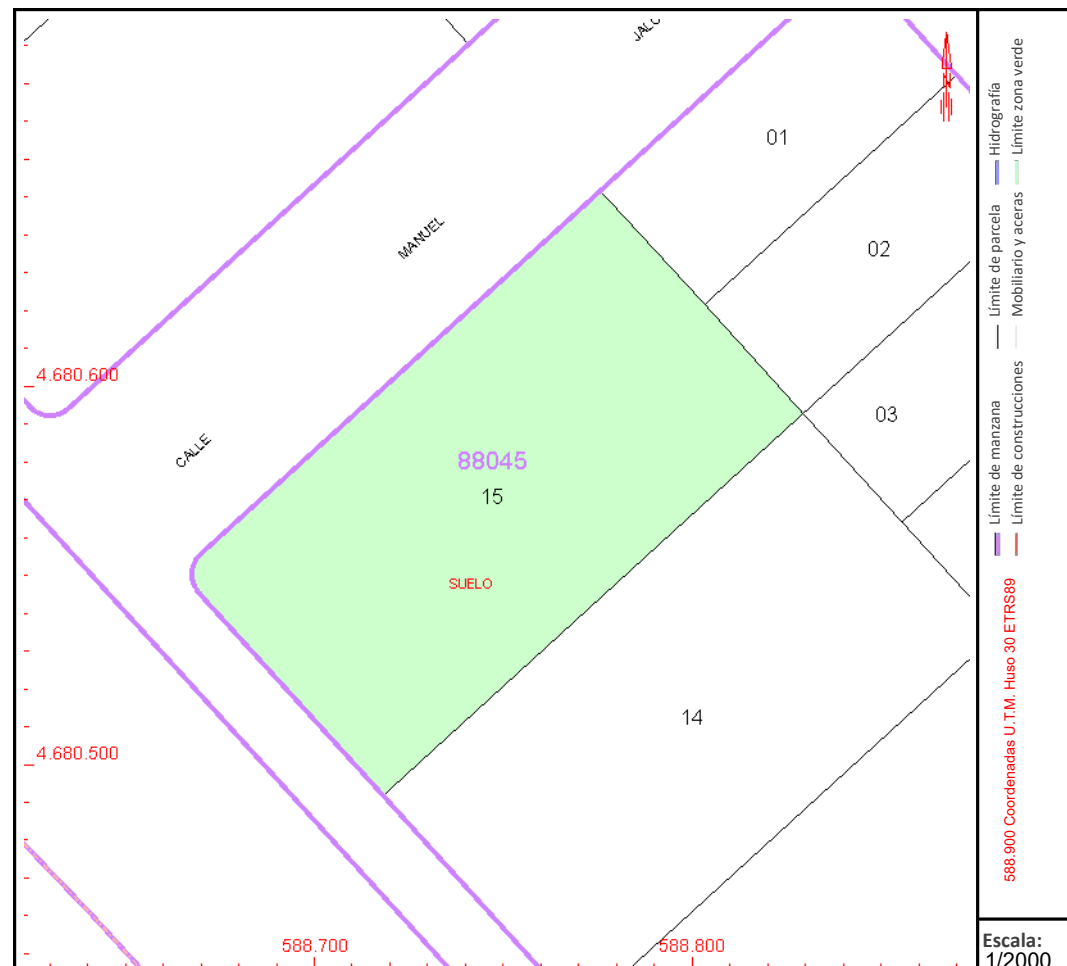 JALO
01
02
MANUEL
4.680.600
03
CALLE
88045
15
SUELO
14
4.680.500
588.700
588.800
N
Hidrografía
Límite zona verde
Límite de parcela
Mobiliario y aceras
Límite de manzana
Límite de construcciones
588.900 Coordenadas U.T.M. Huso 30 ETRS89
Escala:
1/2000